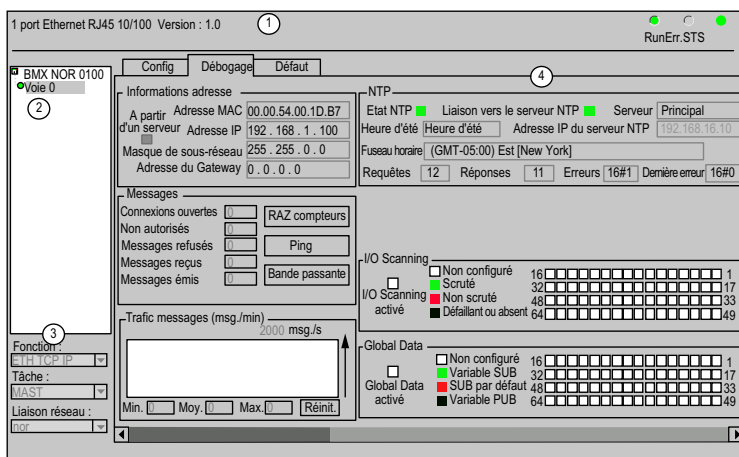 1 port Ethernet RJ45 10/100 Version : 1.0
1
RunErr.STS
BMX NOR 0100
Voie 0
2
Config
Débogage
Défaut
4
Informations adresse
A partir d'un serveur
Adresse MAC 00.00.54.00.1D.B7
Adresse IP 192 . 168 . 1 . 100
Masque de sous-réseau 255 . 255 . 0 . 0
Adresse du Gateway 0 . 0 . 0 . 0
NTP
Etat NTP
Liaison vers le serveur NTP
Serveur Principal
Heure d'été Heure d'été
Adresse IP du serveur NTP 192.168.16.10
Fuseau horaire (GMT-05:00) Est [New York]
Requêtes 12 Réponses 11 Erreurs 16#1 Dernière erreur 16#0
Messages
Connexions ouvertes 0
Non autorisés 0
Messages refusés 0
Messages reçus 0
Messages émis 0
RAZ compteurs
Ping
Bande passante
I/O Scanning
I/O Scanning activé
Non configuré
Scruté
Non scruté
Défaillant ou absent
16 1
32 17
48 33
64 49
Trafic messages (msg./min)
2000 msg./s
Min. 0 Moy. 0 Max. 0 Réinit.
Global Data
Global Data activé
Non configuré
Variable SUB
SUB par défaut
Variable PUB
16 1
32 17
48 33
64 49
3
Fonction :
ETH TCP IP
Tâche :
MAST
Liaison réseau :
nor